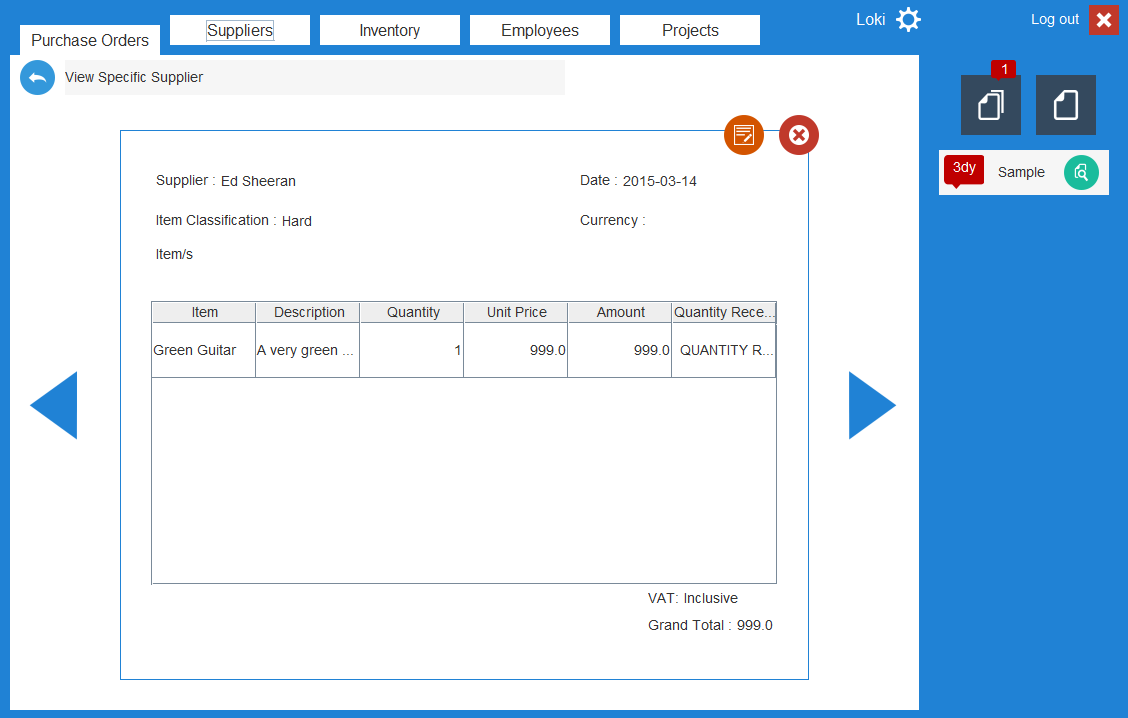 Purchase Orders
Suppliers
Inventory
Employees
Projects
Loki
Log out
View Specific Supplier
1
3dy
Sample
Supplier : Ed Sheeran
Date : 2015-03-14
Item Classification : Hard
Currency :
Item/s
Item Description Quantity Unit Price Amount Quantity Rece...
Green Guitar A very green ... 1 999.0 999.0 QUANTITY R...
VAT: Inclusive
Grand Total : 999.0